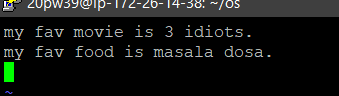 20pw39@ip-172-26-14-38: ~/os
my fav movie is 3 idiots.
my fav food is masala dosa.
~